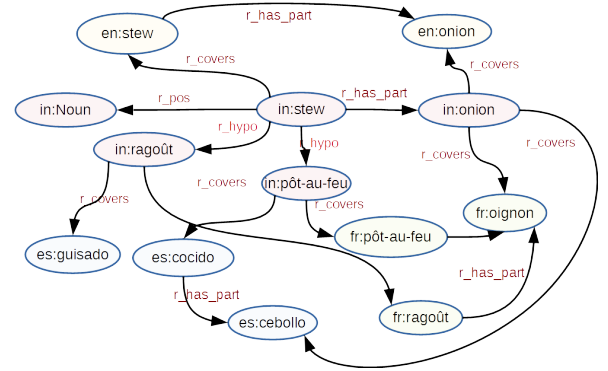 r_has_part
en:stew
en:onion
r_covers
r_covers
in:Noun
r_pos
in:stew
r_has_part
in:onion
r_hypo
r_hypo
r_covers
r_covers
in:ragoût
r_covers
in:pôt-au-feu
r_covers
r_covers
fr:oignon
fr:pôt-au-feu
es:guisado
es:cocido
r_has_part
r_has_part
es:cebollo
fr:ragoût